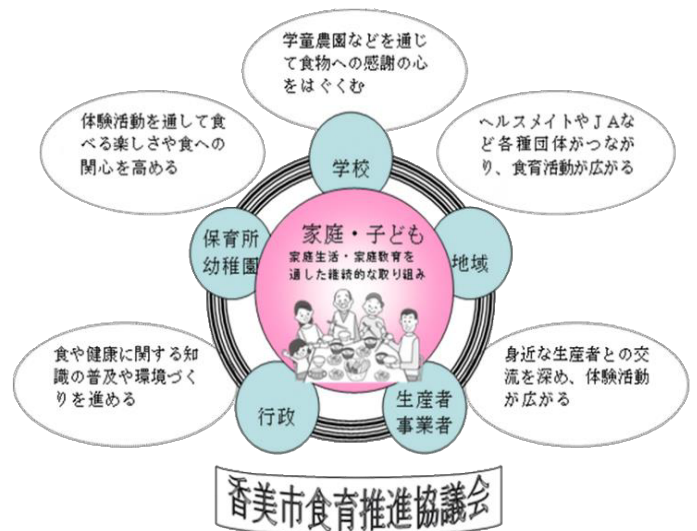 学童農園などを通じ
て食物への感謝の心
をはぐくむ
体験活動を通して食
べる楽しさや食への
関心を高める
ヘルスメイトやJAな
ど各種団体がつなが
り、食育活動が広がる
学校
保育所
幼稚園
家庭・子ども
家庭生活・家庭教育を
通した継続的な取り組み
地域
食や健康に関する知
識の普及や環境づく
りを進める
身近な生産者との交
流を深め、体験活動
が広がる
行政
生産者
事業者
香美市食育推進協議会